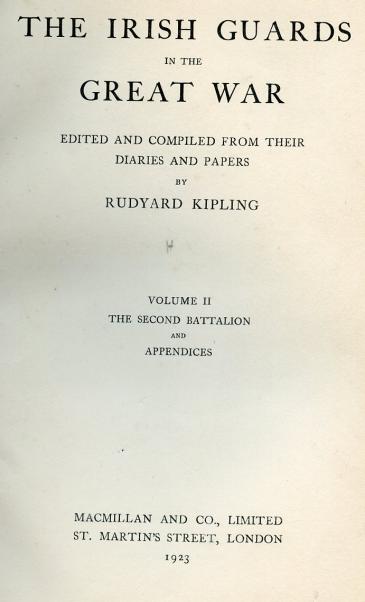 THE IRISH GUARDS
IN THE
GREAT WAR
EDITED AND COMPILED FROM THEIR
DIARIES AND PAPERS
BY
RUDYARD KIPLING
VOLUME II
THE SECOND BATTALION
AND
APPENDICES
MACMILLAN AND CO., LIMITED
ST. MARTIN'S STREET, LONDON
1923